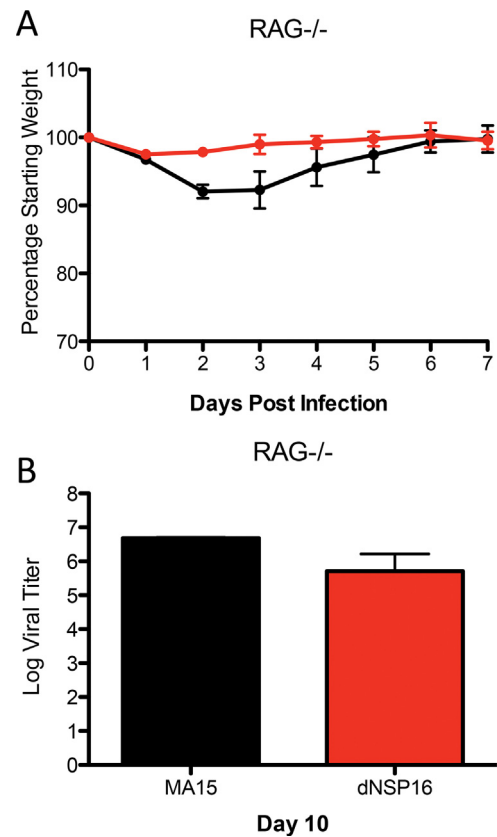 A
RAG-/-
Percentage Starting Weight
110
100
90
80
70
0 1 2 3 4 5 6 7
Days Post Infection
RAG-/-
B
Log Viral Titer
8
7
6
5
4
3
2
1
0
MA15 dNSP16
Day 10